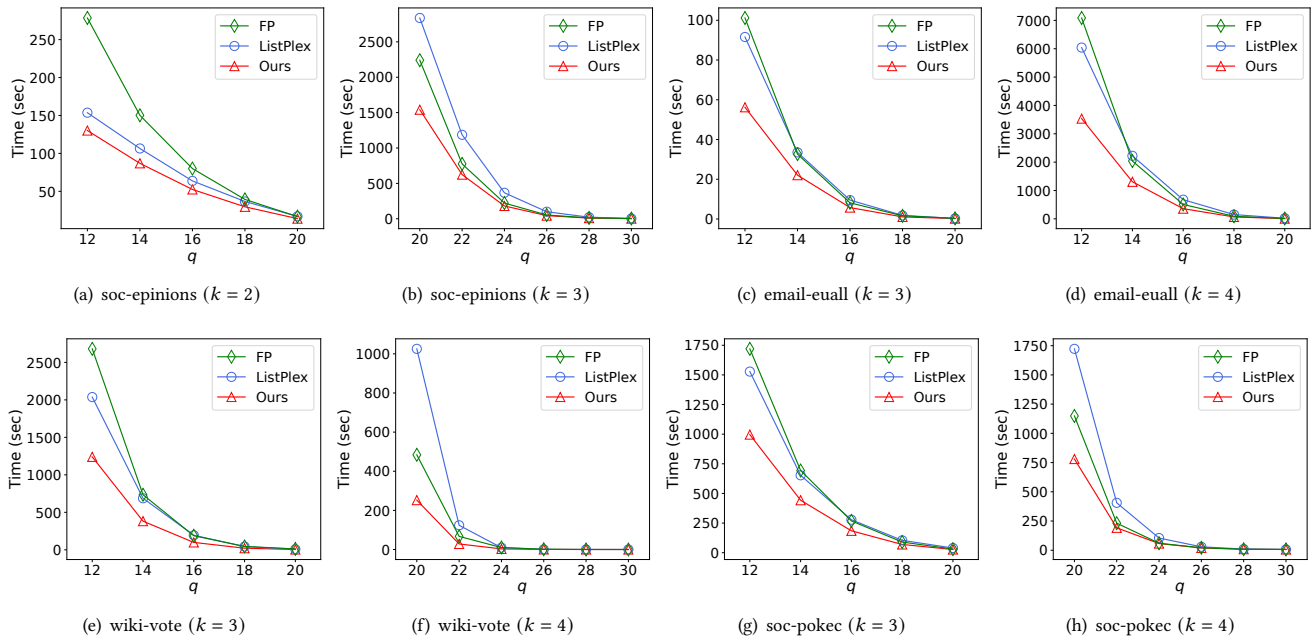 250
200
150
100
50
12 14 16 18 20
Time (sec)
q
FP
ListPlex
Ours
(a) soc-epinions (k = 2)
2500
2000
1500
1000
500
0
20 22 24 26 28 30
Time (sec)
q
FP
ListPlex
Ours
(b) soc-epinions (k = 3)
100
80
60
40
20
0
12 14 16 18 20
Time (sec)
q
FP
ListPlex
Ours
(c) email-euall (k = 3)
7000
6000
5000
4000
3000
2000
1000
0
12 14 16 18 20
Time (sec)
q
FP
ListPlex
Ours
(d) email-euall (k = 4)
2500
2000
1500
1000
500
0
12 14 16 18 20
Time (sec)
q
FP
ListPlex
Ours
(e) wiki-vote (k = 3)
1000
800
600
400
200
0
20 22 24 26 28 30
Time (sec)
q
FP
ListPlex
Ours
(f) wiki-vote (k = 4)
1750
1500
1250
1000
750
500
250
0
12 14 16 18 20
Time (sec)
q
FP
ListPlex
Ours
(g) soc-pokec (k = 3)
1750
1500
1250
1000
750
500
250
0
20 22 24 26 28 30
Time (sec)
q
FP
ListPlex
Ours
(h) soc-pokec (k = 4)